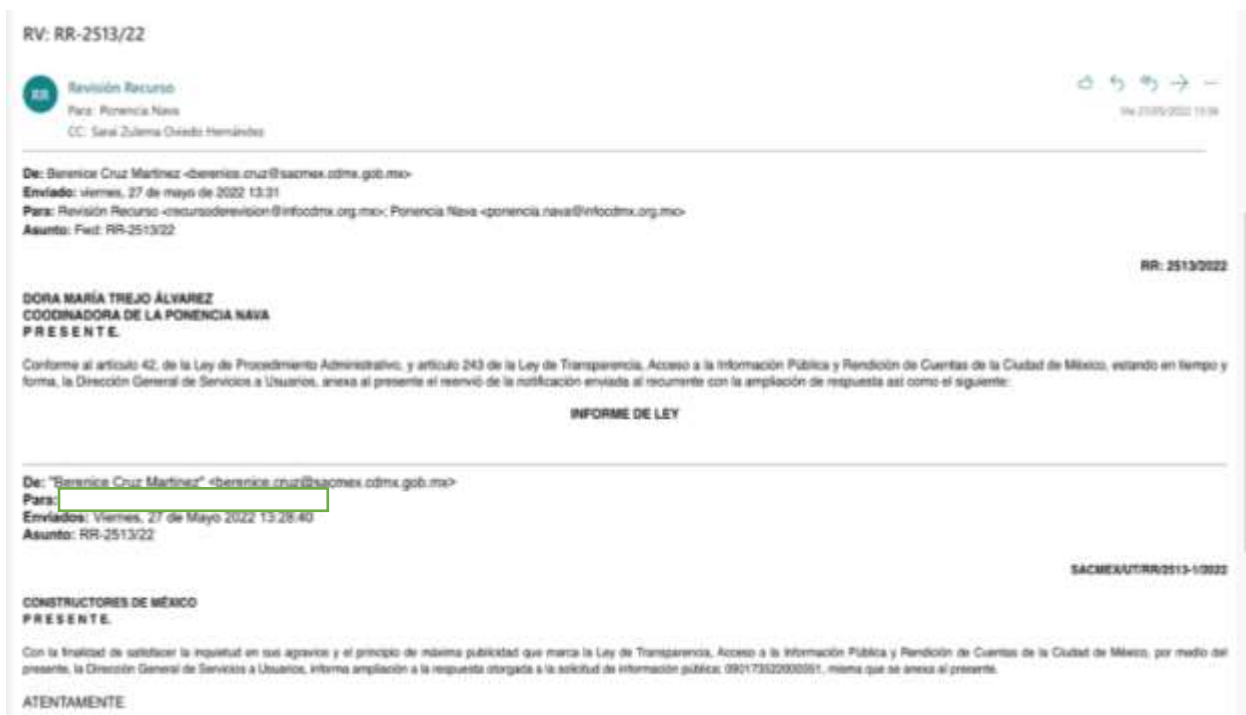 RV: RR-2513/22
RR
Revisión Recurso
Para: Ponencia Nava
CC: Sarai Zulema Oviedo Hernández
De: Berenice Cruz Martinez <berenice.cruz@sacmex.cdmx.gob.mx>
Enviado: viernes, 27 de mayo de 2022 13:31
Para: Revisión Recurso <recursoderevision@infocdmx.org.mx>; Ponencia Nava <ponencia.nava@infocdmx.org.mx>
Asunto: Fwd: RR-2513/22
RR: 2513/2022
DORA MARÍA TREJO ÁLVAREZ
COODINADORA DE LA PONENCIA NAVA
P R E S E N T E.
Conforme al artículo 42, de la Ley de Procedimiento Administrativo, y artículo 243 de la Ley de Transparencia, Acceso a la Información Pública y Rendición de Cuentas de la Ciudad de México, estando en tiempo y
forma, la Dirección General de Servicios a Usuarios, anexa al presente el reenvió de la notificación enviada al recurrente con la ampliación de respuesta así como el siguiente:
INFORME DE LEY
De: "Berenice Cruz Martinez" <berenice.cruz@sacmex.cdmx.gob.mx>
Para:
Enviados: Viernes, 27 de Mayo 2022 13:28:40
Asunto: RR-2513/22
SACMEX/UT/RR/2513-1/2022
CONSTRUCTORES DE MÉXICO
P R E S E N T E.
Con la finalidad de satisfacer la inquietud en sus agravios y el principio de máxima publicidad que marca la Ley de Transparencia, Acceso a la Información Pública y Rendición de Cuentas de la Ciudad de México, por medio del
presente, la Dirección General de Servicios a Usuarios, informa ampliación a la respuesta otorgada a la solicitud de información pública; misma que se anexa al presente.
ATENTAMENTE